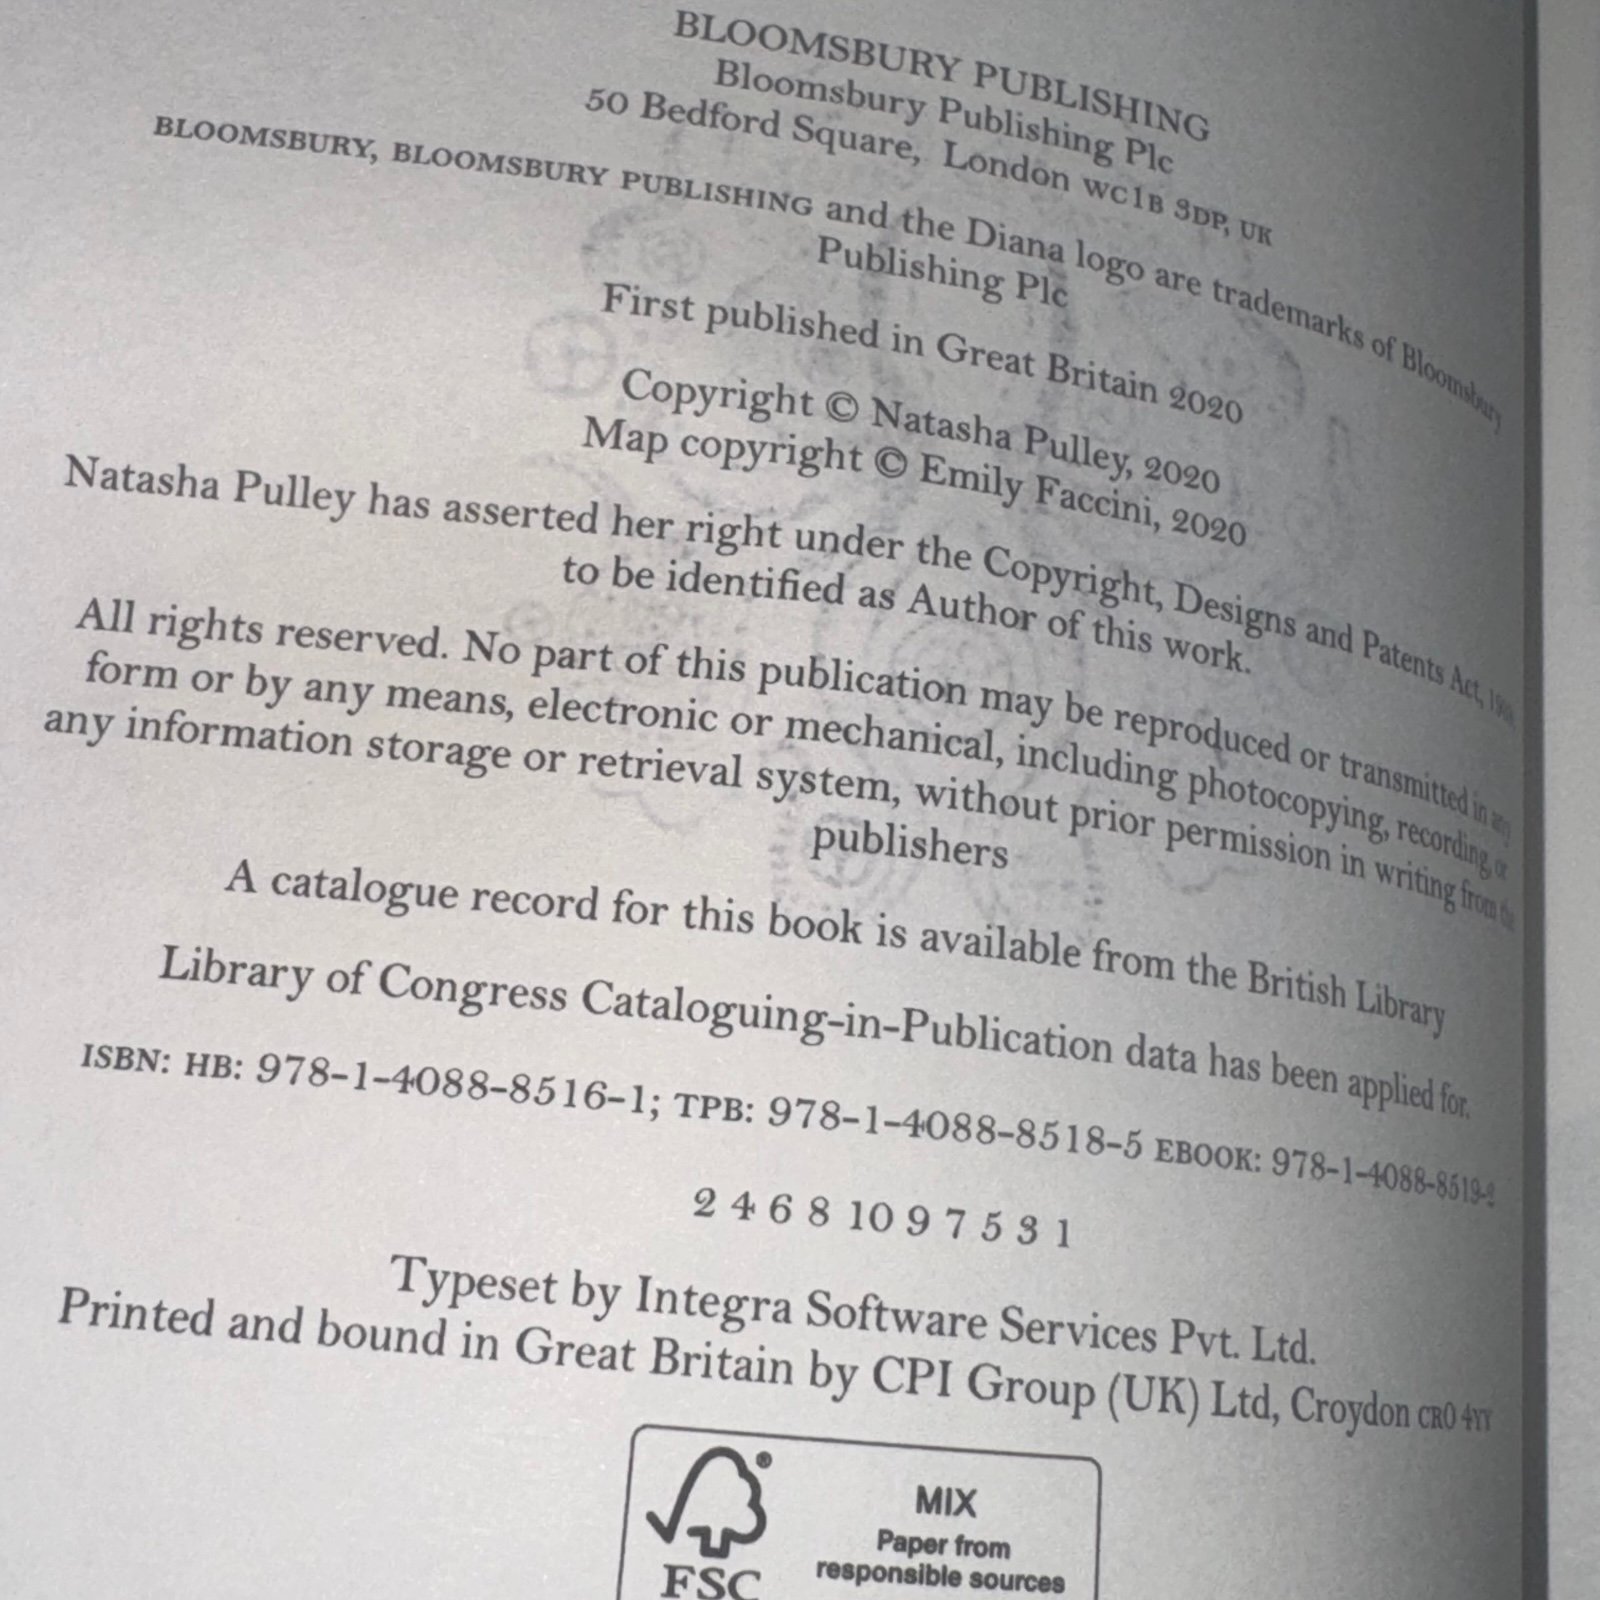 BLOOMSBURY PUBLISHING
Bloomsbury Publishing Plc
50 Bedford Square, London WC1B 3DP, UK
BLOOMSBURY, BLOOMSBURY PUBLISHING and the Diana logo are trademarks of Bloomsbury
Publishing Plc
First published in Great Britain 2020
Copyright © Natasha Pulley, 2020
Map copyright © Emily Faccini, 2020
Natasha Pulley has asserted her right under the Copyright, Designs and Patents Act,
to be identified as Author of this work.
All rights reserved. No part of this publication may be reproduced or transmitted in any
form or by any means, electronic or mechanical, including photocopying, recording, or
any information storage or retrieval system, without prior permission in writing from the
publishers
A catalogue record for this book is available from the British Library
Library of Congress Cataloguing-in-Publication data has been applied for.
ISBN: HB: 978-1-4088-8516-1; TPB: 978-1-4088-8518-5 EBOOK: 978-1-4088-8519-2
2 4 6 8 10 9 7 5 3 1
Typeset by Integra Software Services Pvt. Ltd.
Printed and bound in Great Britain by CPI Group (UK) Ltd, Croydon CR0 4YY
MIX
Paper from
responsible sources
FSC